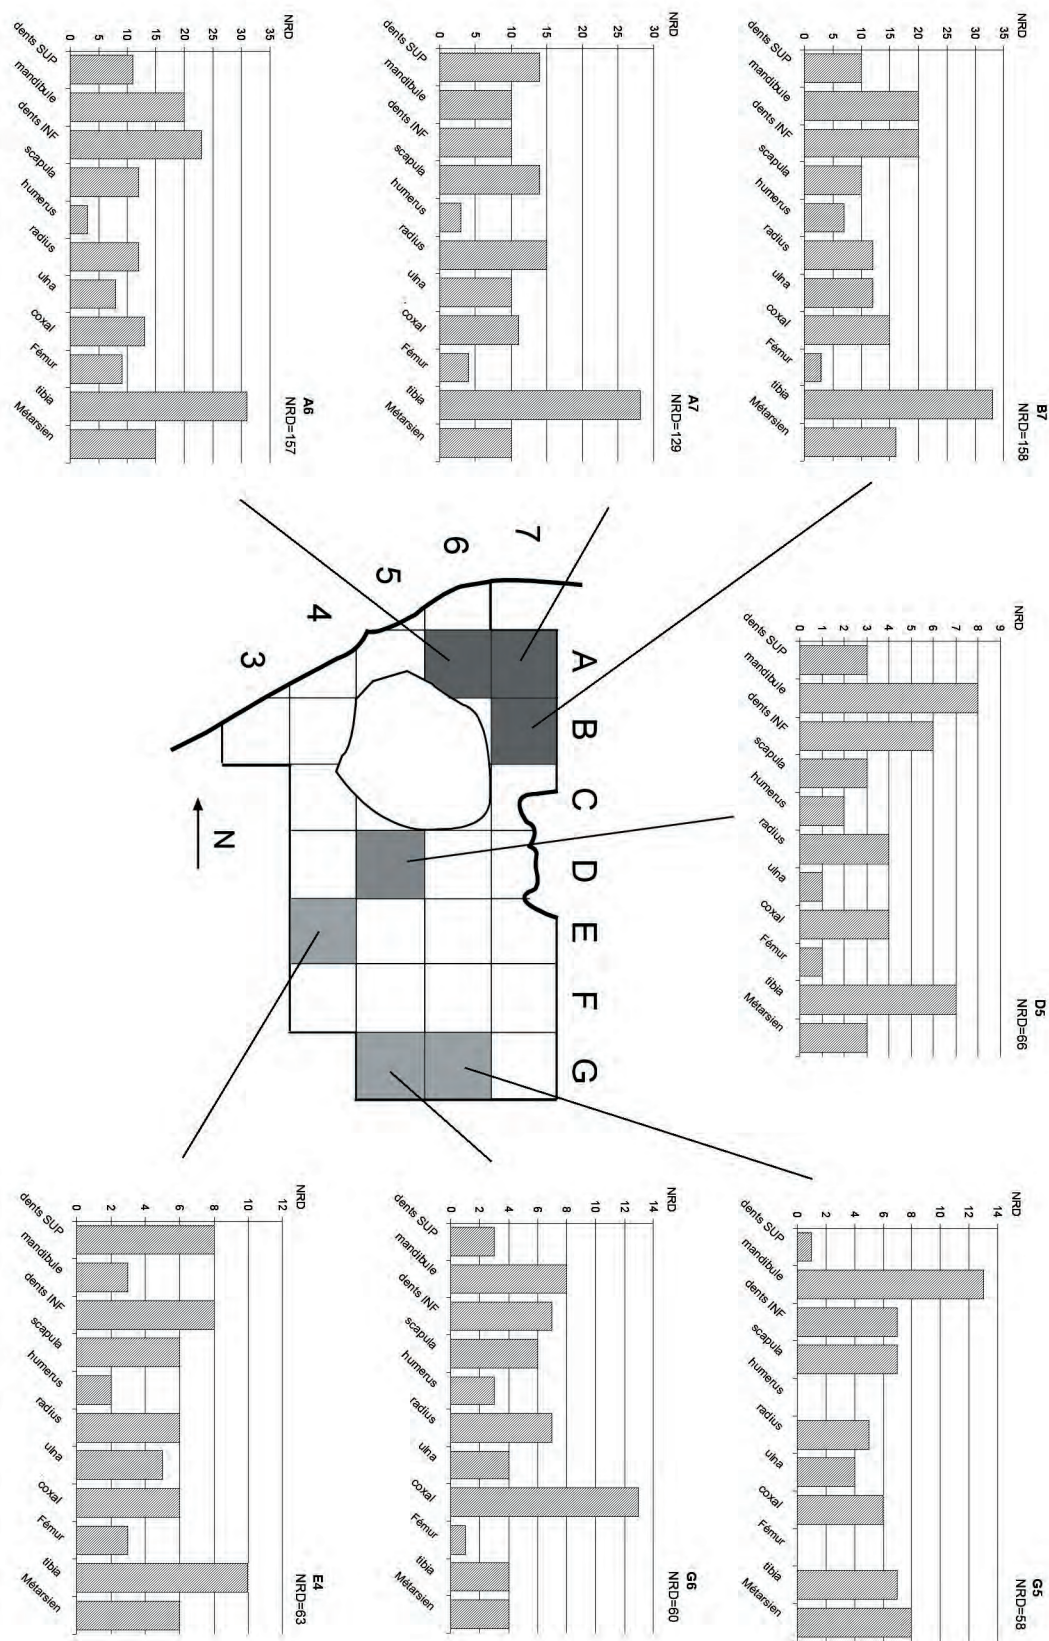 B7
NRD=158
NRD
35
30
25
20
15
10
5
0
dents SUP
mandibule
dents INF
scapula
humerus
radius
ulna
coxal
Fémur
tibia
Métarsien
D5
NRD=66
NRD
9
8
7
6
5
4
3
2
1
0
dents SUP
mandibule
dents INF
scapula
humerus
radius
ulna
coxal
Fémur
tibia
Métarsien
G5
NRD=58
NRD
14
12
10
8
6
4
2
0
dents SUP
mandibule
dents INF
scapula
humerus
radius
ulna
coxal
Fémur
tibia
Métarsien
A7
NRD=129
NRD
30
25
20
15
10
5
0
dents SUP
mandibule
dents INF
scapula
humerus
radius
ulna
coxal
Fémur
tibia
Métarsien
A B C D E F G
7
6
5
4
3
N
G6
NRD=60
NRD
14
12
10
8
6
4
2
0
dents SUP
mandibule
dents INF
scapula
humerus
radius
ulna
coxal
Fémur
tibia
Métarsien
A6
NRD=157
NRD
35
30
25
20
15
10
5
0
dents SUP
mandibule
dents INF
scapula
humerus
radius
ulna
coxal
Fémur
tibia
Métarsien
E4
NRD=63
NRD
12
10
8
6
4
2
0
dents SUP
mandibule
dents INF
scapula
humerus
radius
ulna
coxal
Fémur
tibia
Métarsien